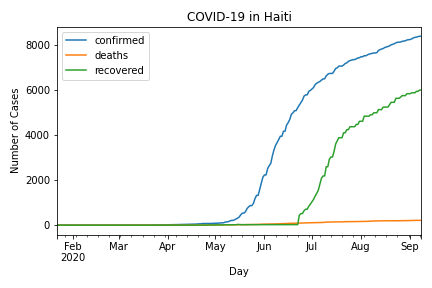 COVID-19 in Haiti
confirmed
deaths
recovered
Number of Cases
8000
6000
4000
2000
0
Feb Mar Apr May Jun Jul Aug Sep
2020
Day